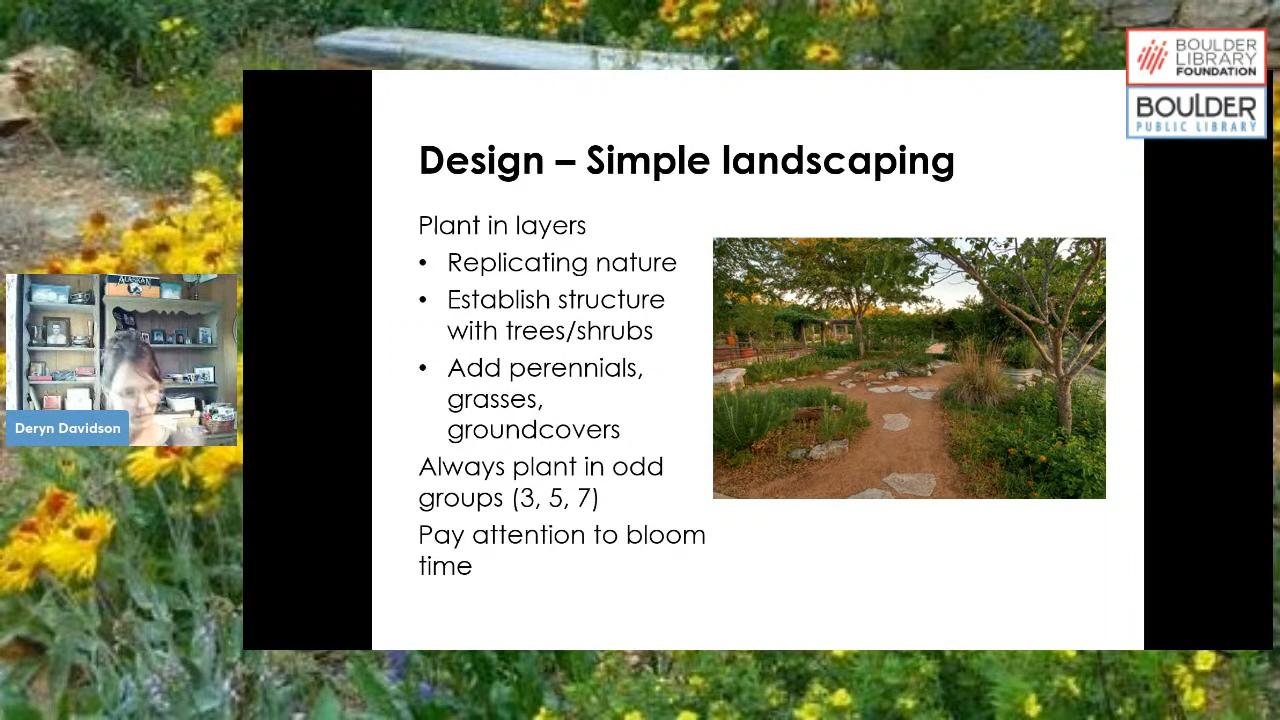 BOULDER
LIBRARY
FOUNDATION
BOULDER
PUBLIC LIBRARY
Design – Simple landscaping
Plant in layers
• Replicating nature
• Establish structure
with trees/shrubs
• Add perennials,
grasses,
groundcovers
Always plant in odd
groups (3, 5, 7)
Pay attention to bloom
time
ALASKAN
Deryn Davidson